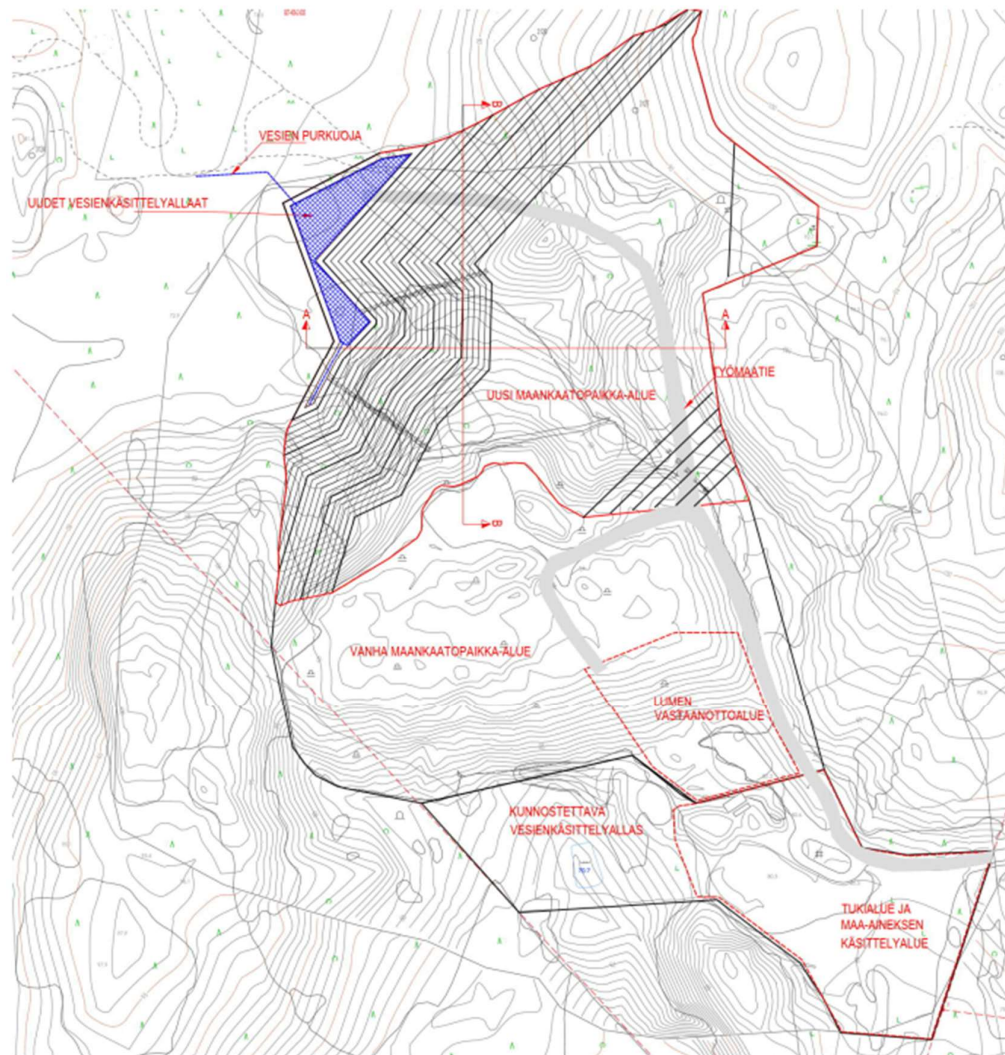 VESIEN PURKUOJA
UUDET VESIENKÄSITTELYALLAAT
B
A
A
TYÖMAATIE
UUSI MAANKAATOPAIKKA-ALUE
B
VANHA MAANKAATOPAIKKA-ALUE
LUMEN
VASTAANOTTOALUE
KUNNOSTETTAVA
VESIENKÄSITTELYALLAS
TUKIALUE JA
MAA-AINEKSEN
KÄSITTELYALUE